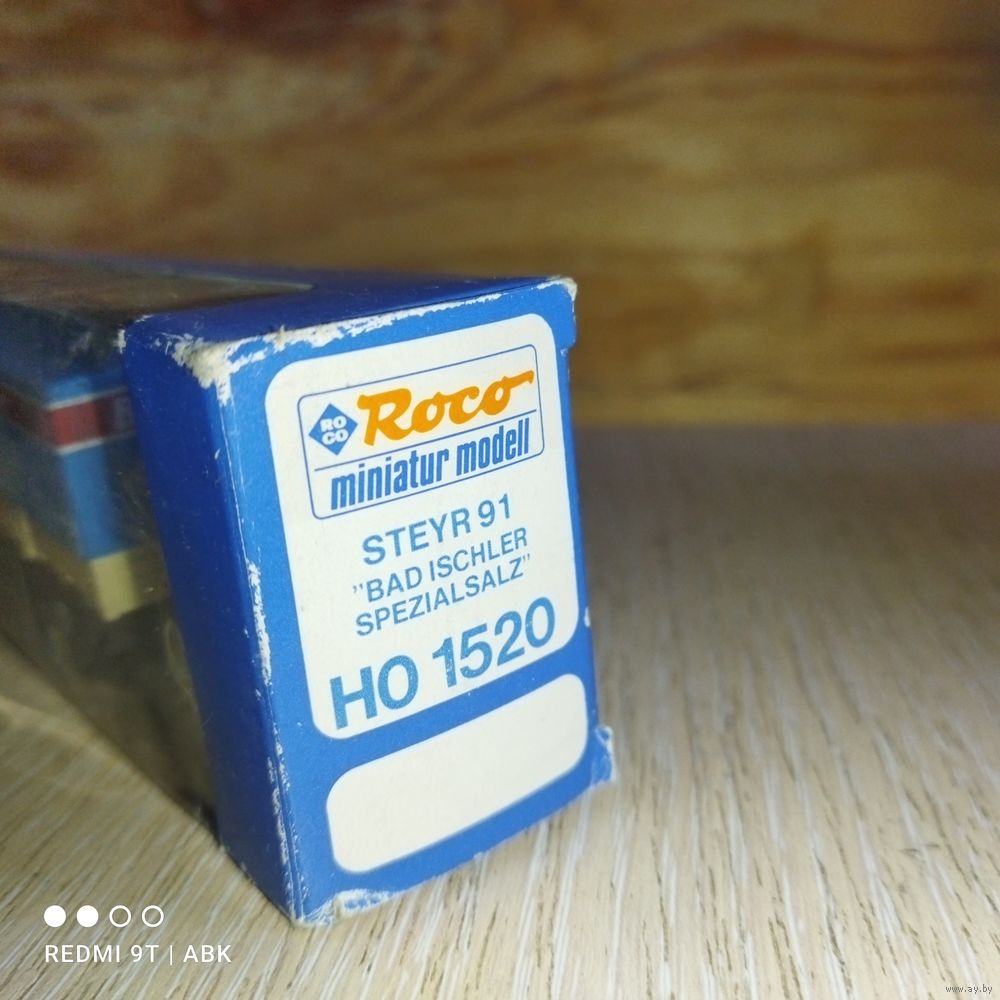 RO
CO
Roco
miniatur modell
STEYR 91
"BAD ISCHLER
SPEZIALSALZ"
HO 1520
REDMI 9T | ABK
www.ay.by